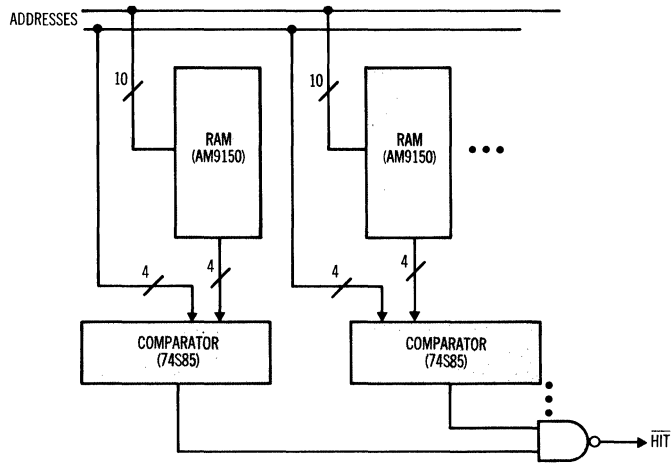 ADDRESSES
10
10
RAM
(AM9150)
RAM
(AM9150)
4
4
4
4
COMPARATOR
(74S85)
COMPARATOR
(74S85)
HIT